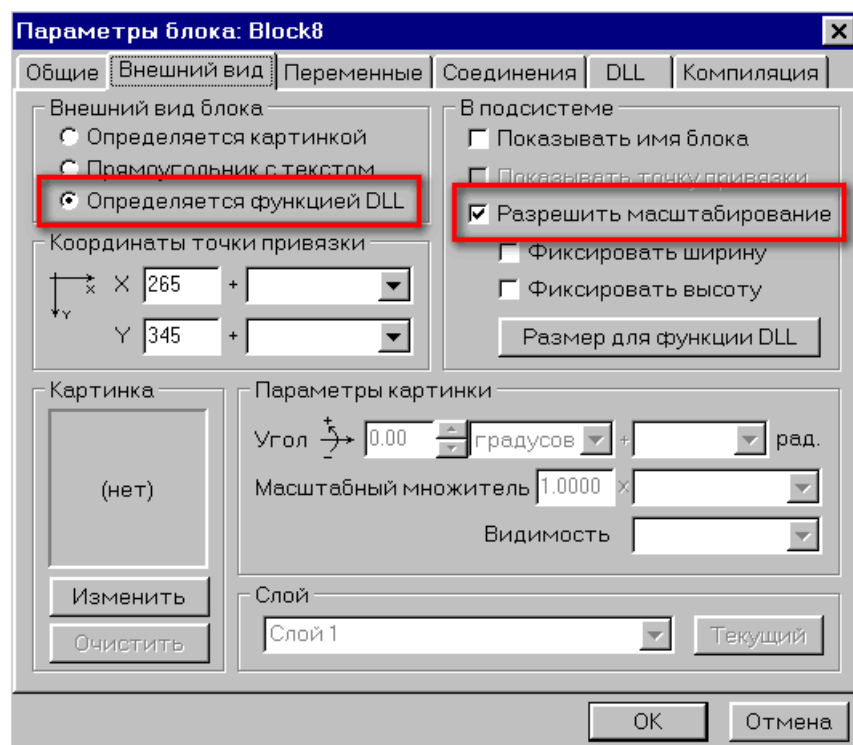 Параметры блока: Block8
Общие Внешний вид Переменные Соединения DLL Компиляция
Внешний вид блока
Определяется картинкой
Прямоугольник с текстом
Определяется функцией DLL
В подсистеме
Показывать имя блока
Показывать точку привязки
Разрешить масштабирование
Фиксировать ширину
Фиксировать высоту
Размер для функции DLL
Координаты точки привязки
x
Y
X 265 +
Y 345 +
Картинка
(нет)
Изменить
Очистить
Параметры картинки
Угол + - 0.00 градусов + рад.
Масштабный множитель 1.0000 ×
Видимость
Слой
Слой 1 Текущий
OK Отмена